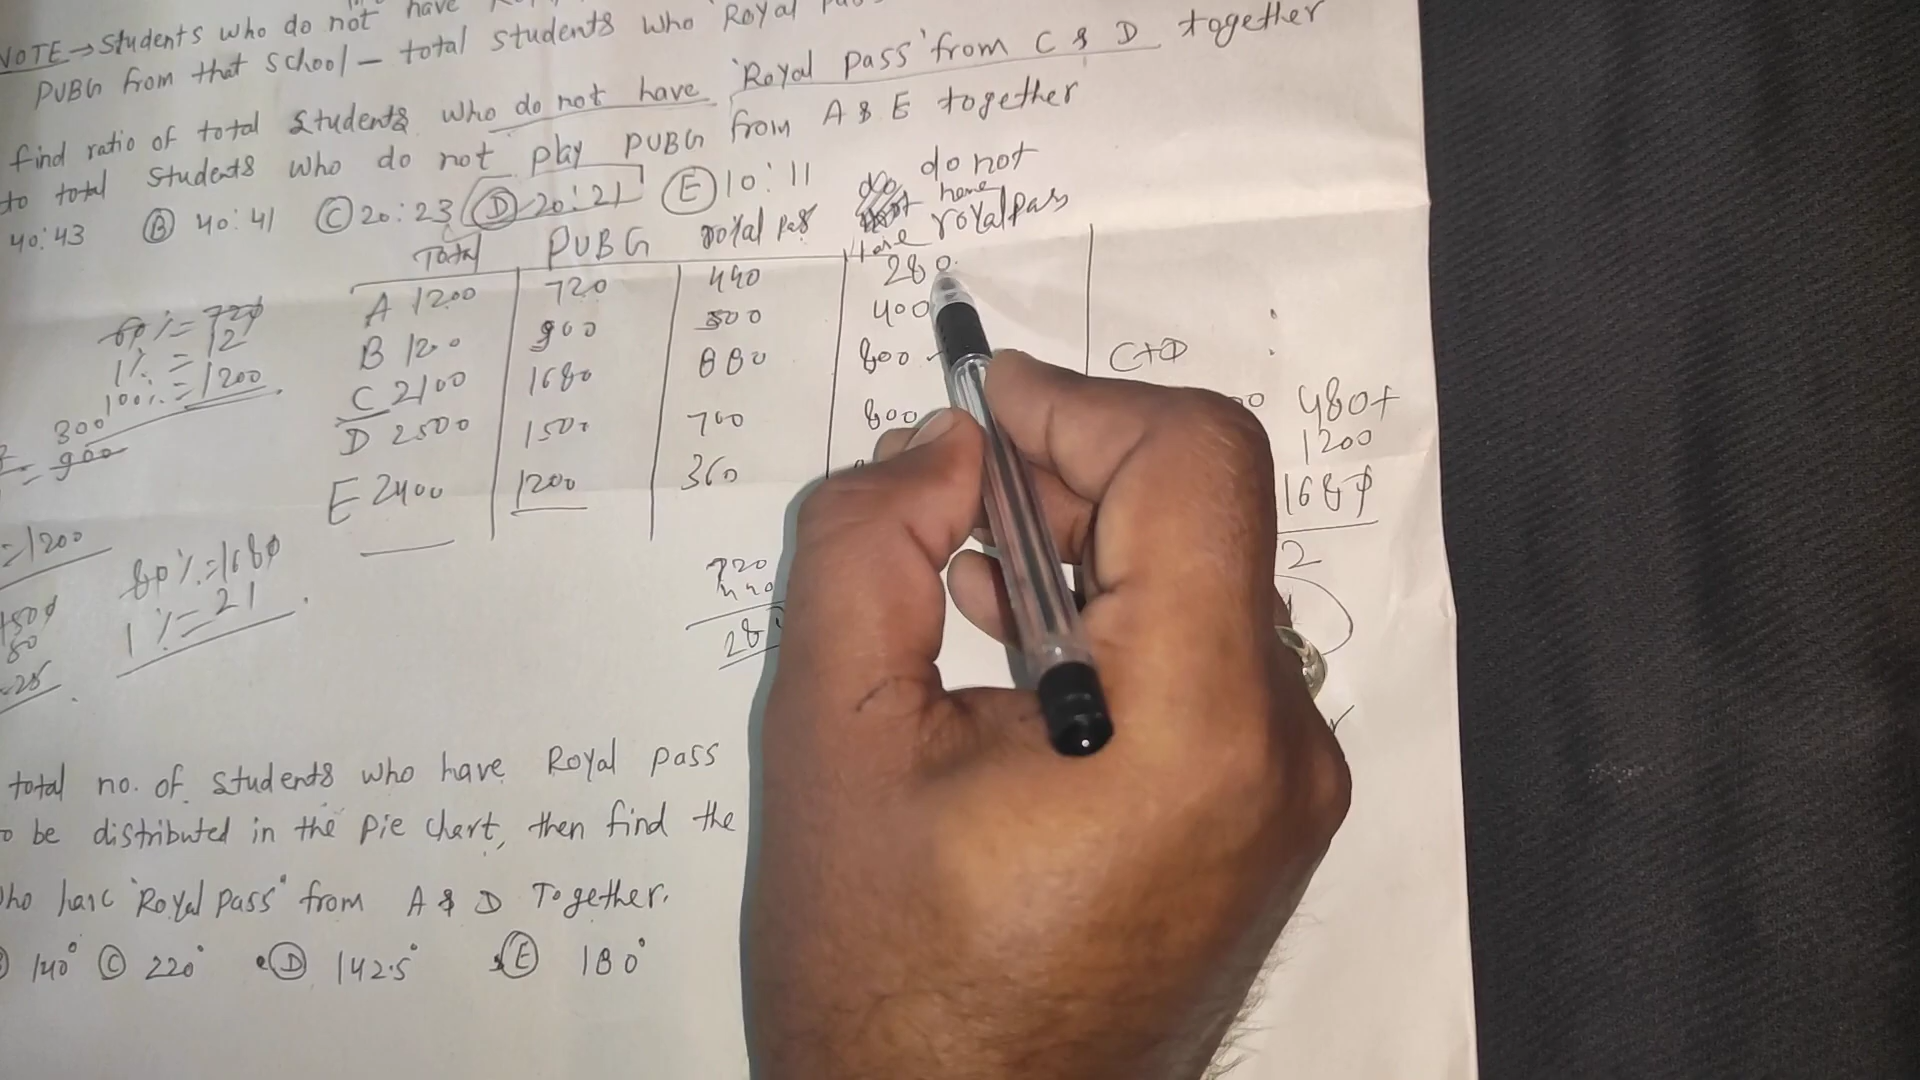 NOTE → Students who do not have
PUBG from that school - total students who Royal
find ratio of total students who do not have 'Royal pass' from C & D together
to total students who do not play PUBG from A & E together
40:43 (B) 40:41 (C) 20:23 (D) 20:21 (E) 10:11
do not
have
royal pass
Total PUBG royal pas
A 1200 720 440 280
B 1200 900 500 400
C 2100 1680 880 800
D 2500 1500 700 800
E 2400 1200 360
60% = 720
1% = 12
100% = 1200
300
= 900
= 1200
80% = 1680
1% = 21
1500
25
720
440
280
C+D
480+
1200
1680
2
total no. of students who have Royal pass
be distributed in the pie chart, then find the
'Royal pass' from A & D Together.
140° (C) 220° (D) 142.5° (E) 180°